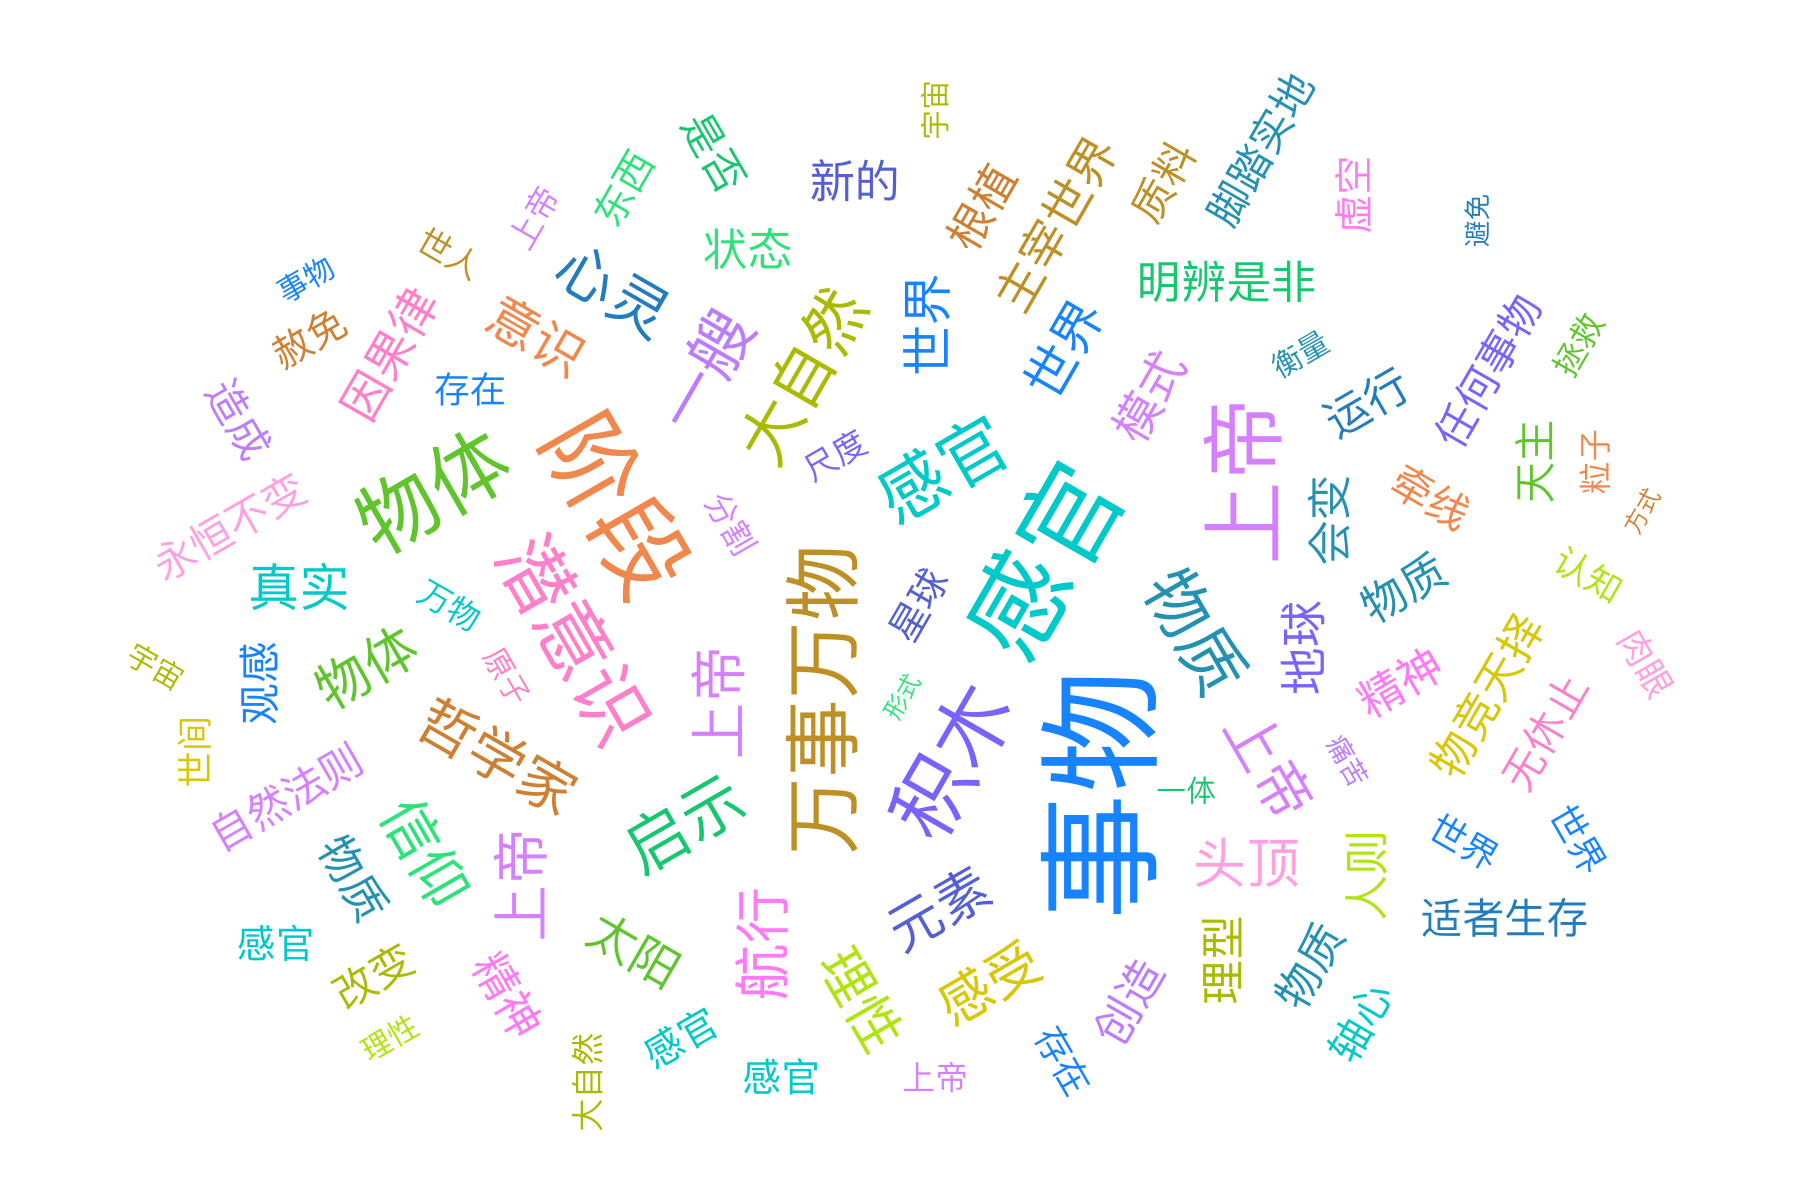 宇宙
脚踏实地
是否
新的
主宰世界
质料
东西
根植
虚空
上帝
避免
世人
状态
事物
心灵
明辨是非
世界
赦免
因果律
意识
一艘
大自然
世界
任何事物
拯救
衡量
存在
模式
运行
造成
尺度
感官
上帝
天主
粒子
物体
阶段
永恒不变
分割
会变
牵线
方式
感官
真实
万物
潜意识
万事万物
星球
物质
物质
认知
地球
宇宙
观感
物体
原子
上帝
形式
精神
物竞天择
肉眼
世间
哲学家
积木
事物
上帝
痛苦
无休止
自然法则
启示
一体
世界
世界
信仰
上帝
头顶
人则
物质
元素
适者生存
感官
太阳
航行
理性
感受
理型
物质
改变
精神
创造
轴心
理性
大自然
感官
感官
上帝
存在